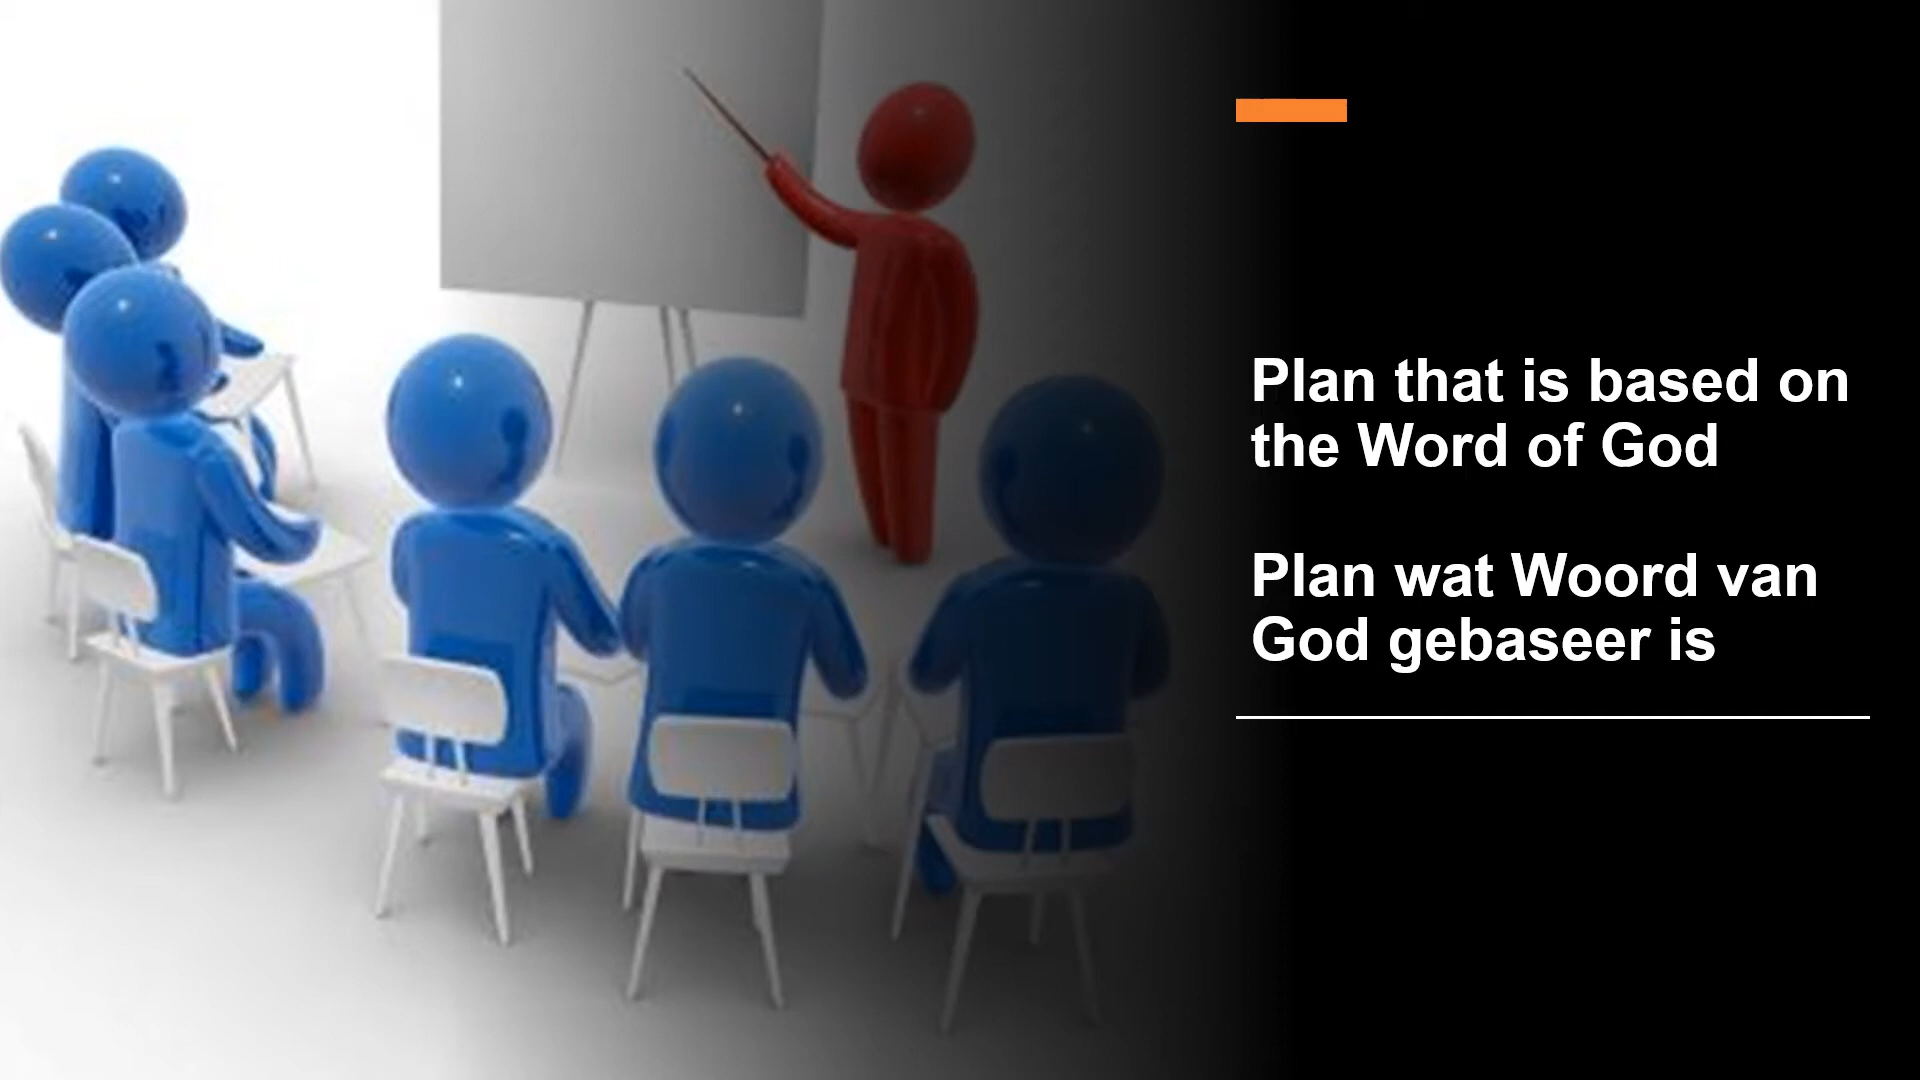 Plan that is based on
the Word of God
Plan wat Woord van
God gebaseer is